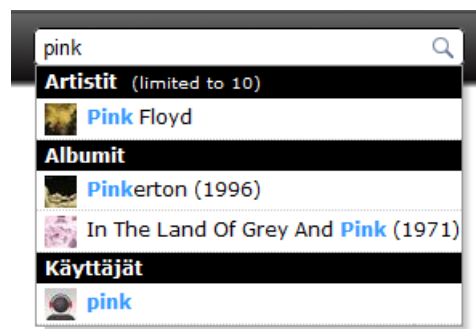 pink
Artistit (limited to 10)
Pink Floyd
Albumit
Pinkerton (1996)
In The Land Of Grey And Pink (1971)
Käyttäjät
pink